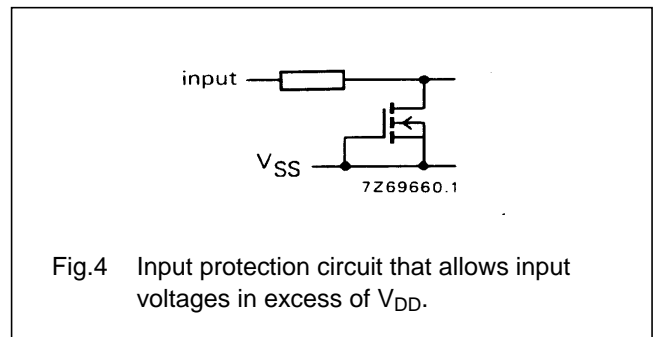 input
VSS
7Z69660.1
Fig.4 Input protection circuit that allows input
voltages in excess of VDD.